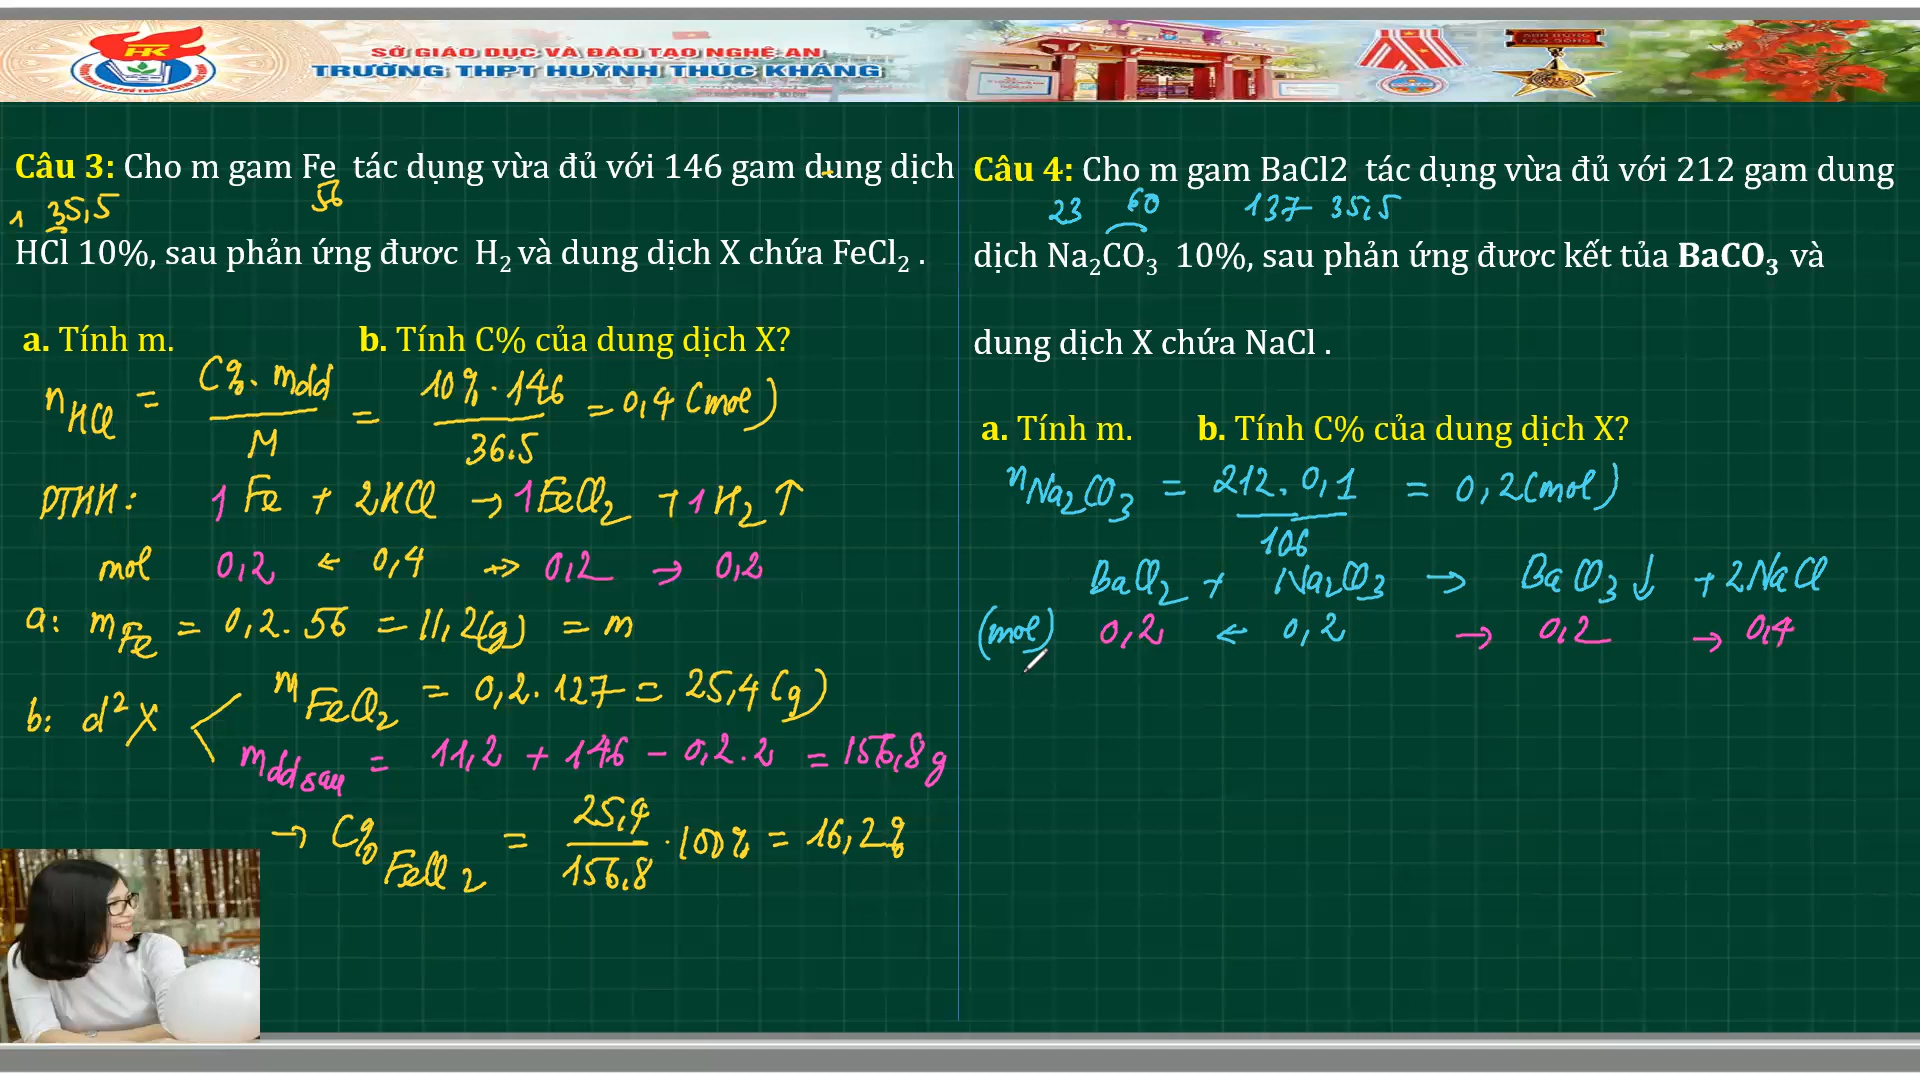 HK
SỞ GIÁO DỤC VÀ ĐÀO TẠO NGHỆ AN
TRƯỜNG THPT HUỲNH THÚC KHÁNG
Câu 3: Cho m gam Fe tác dụng vừa đủ với 146 gam dung dịch
1 35,5 56
HCl 10%, sau phản ứng đươc H₂ và dung dịch X chứa FeCl₂ .
a. Tính m. b. Tính C% của dung dịch X?
nHCl = C%. mdd / M = 10%.146 / 36.5 = 0,4 (mol)
PTHH: 1 Fe + 2HCl → 1 FeCl₂ + 1 H₂ ↑
mol 0,2 ← 0,4 → 0,2 → 0,2
a: mFe = 0,2. 56 = 11,2(g) = m
b: d² X < mFeCl₂ = 0,2. 127 = 25,4 (g)
mdd sau = 11,2 + 146 - 0,2.2 = 156,8 g
→ C% FeCl₂ = 25,4 / 156,8 . 100% = 16,2%
Câu 4: Cho m gam BaCl2 tác dụng vừa đủ với 212 gam dung
23 60 137 35,5
dịch Na₂CO₃ 10%, sau phản ứng đươc kết tủa BaCO₃ và
dung dịch X chứa NaCl .
a. Tính m. b. Tính C% của dung dịch X?
nNa₂CO₃ = 212. 0,1 / 106 = 0,2 (mol)
BaCl₂ + Na₂CO₃ → BaCO₃ ↓ + 2NaCl
(mol) 0,2 ← 0,2 → 0,2 → 0,4